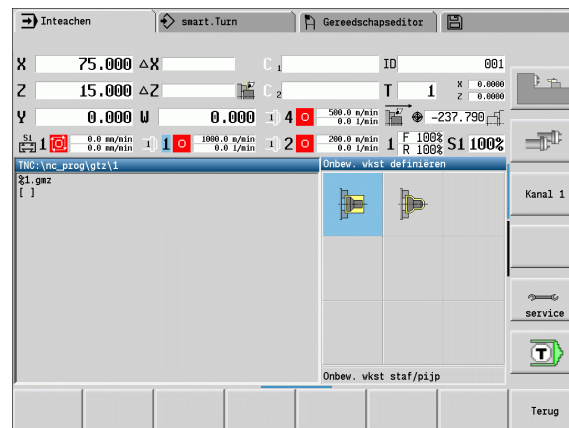 Inteachen smart.Turn Gereedschapseditor
X 75.000 ΔX C 1 ID 001
Z 15.000 ΔZ C 2 T 1 X 0.0000 Z 0.0000
Y 0.000 W 0.000 4 500.0 m/min 0.0 1/min -237.790
S1 1 0.0 mm/min 0.0 m/min 1 1000.0 m/min 0.0 1/min 2 200.0 m/min 0.0 1/min 1 F 100% R 100% S1 100%
TNC:\nc_prog\gtz\1 Onbew. vkst definiëren
%1.gmz
[ ]
Kanal 1
service
T
Onbew. vkst staf/pijp
Terug